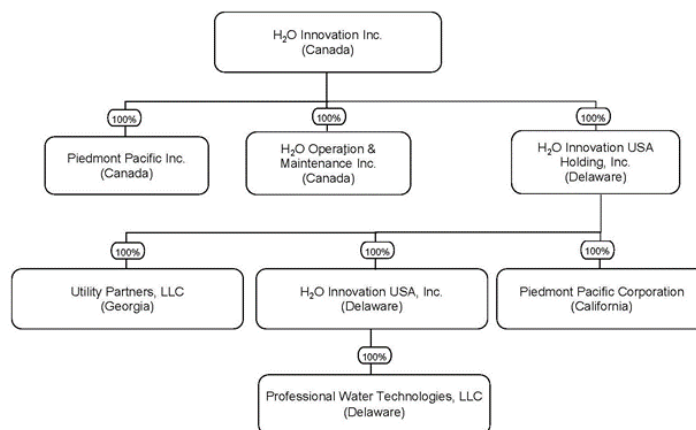 H₂O Innovation Inc.
(Canada)
100%
100%
100%
Piedmont Pacific Inc.
(Canada)
H₂O Operation &
Maintenance Inc.
(Canada)
H₂O Innovation USA
Holding, Inc.
(Delaware)
100%
100%
100%
Utility Partners, LLC
(Georgia)
H₂O Innovation USA, Inc.
(Delaware)
Piedmont Pacific Corporation
(California)
100%
Professional Water Technologies, LLC
(Delaware)